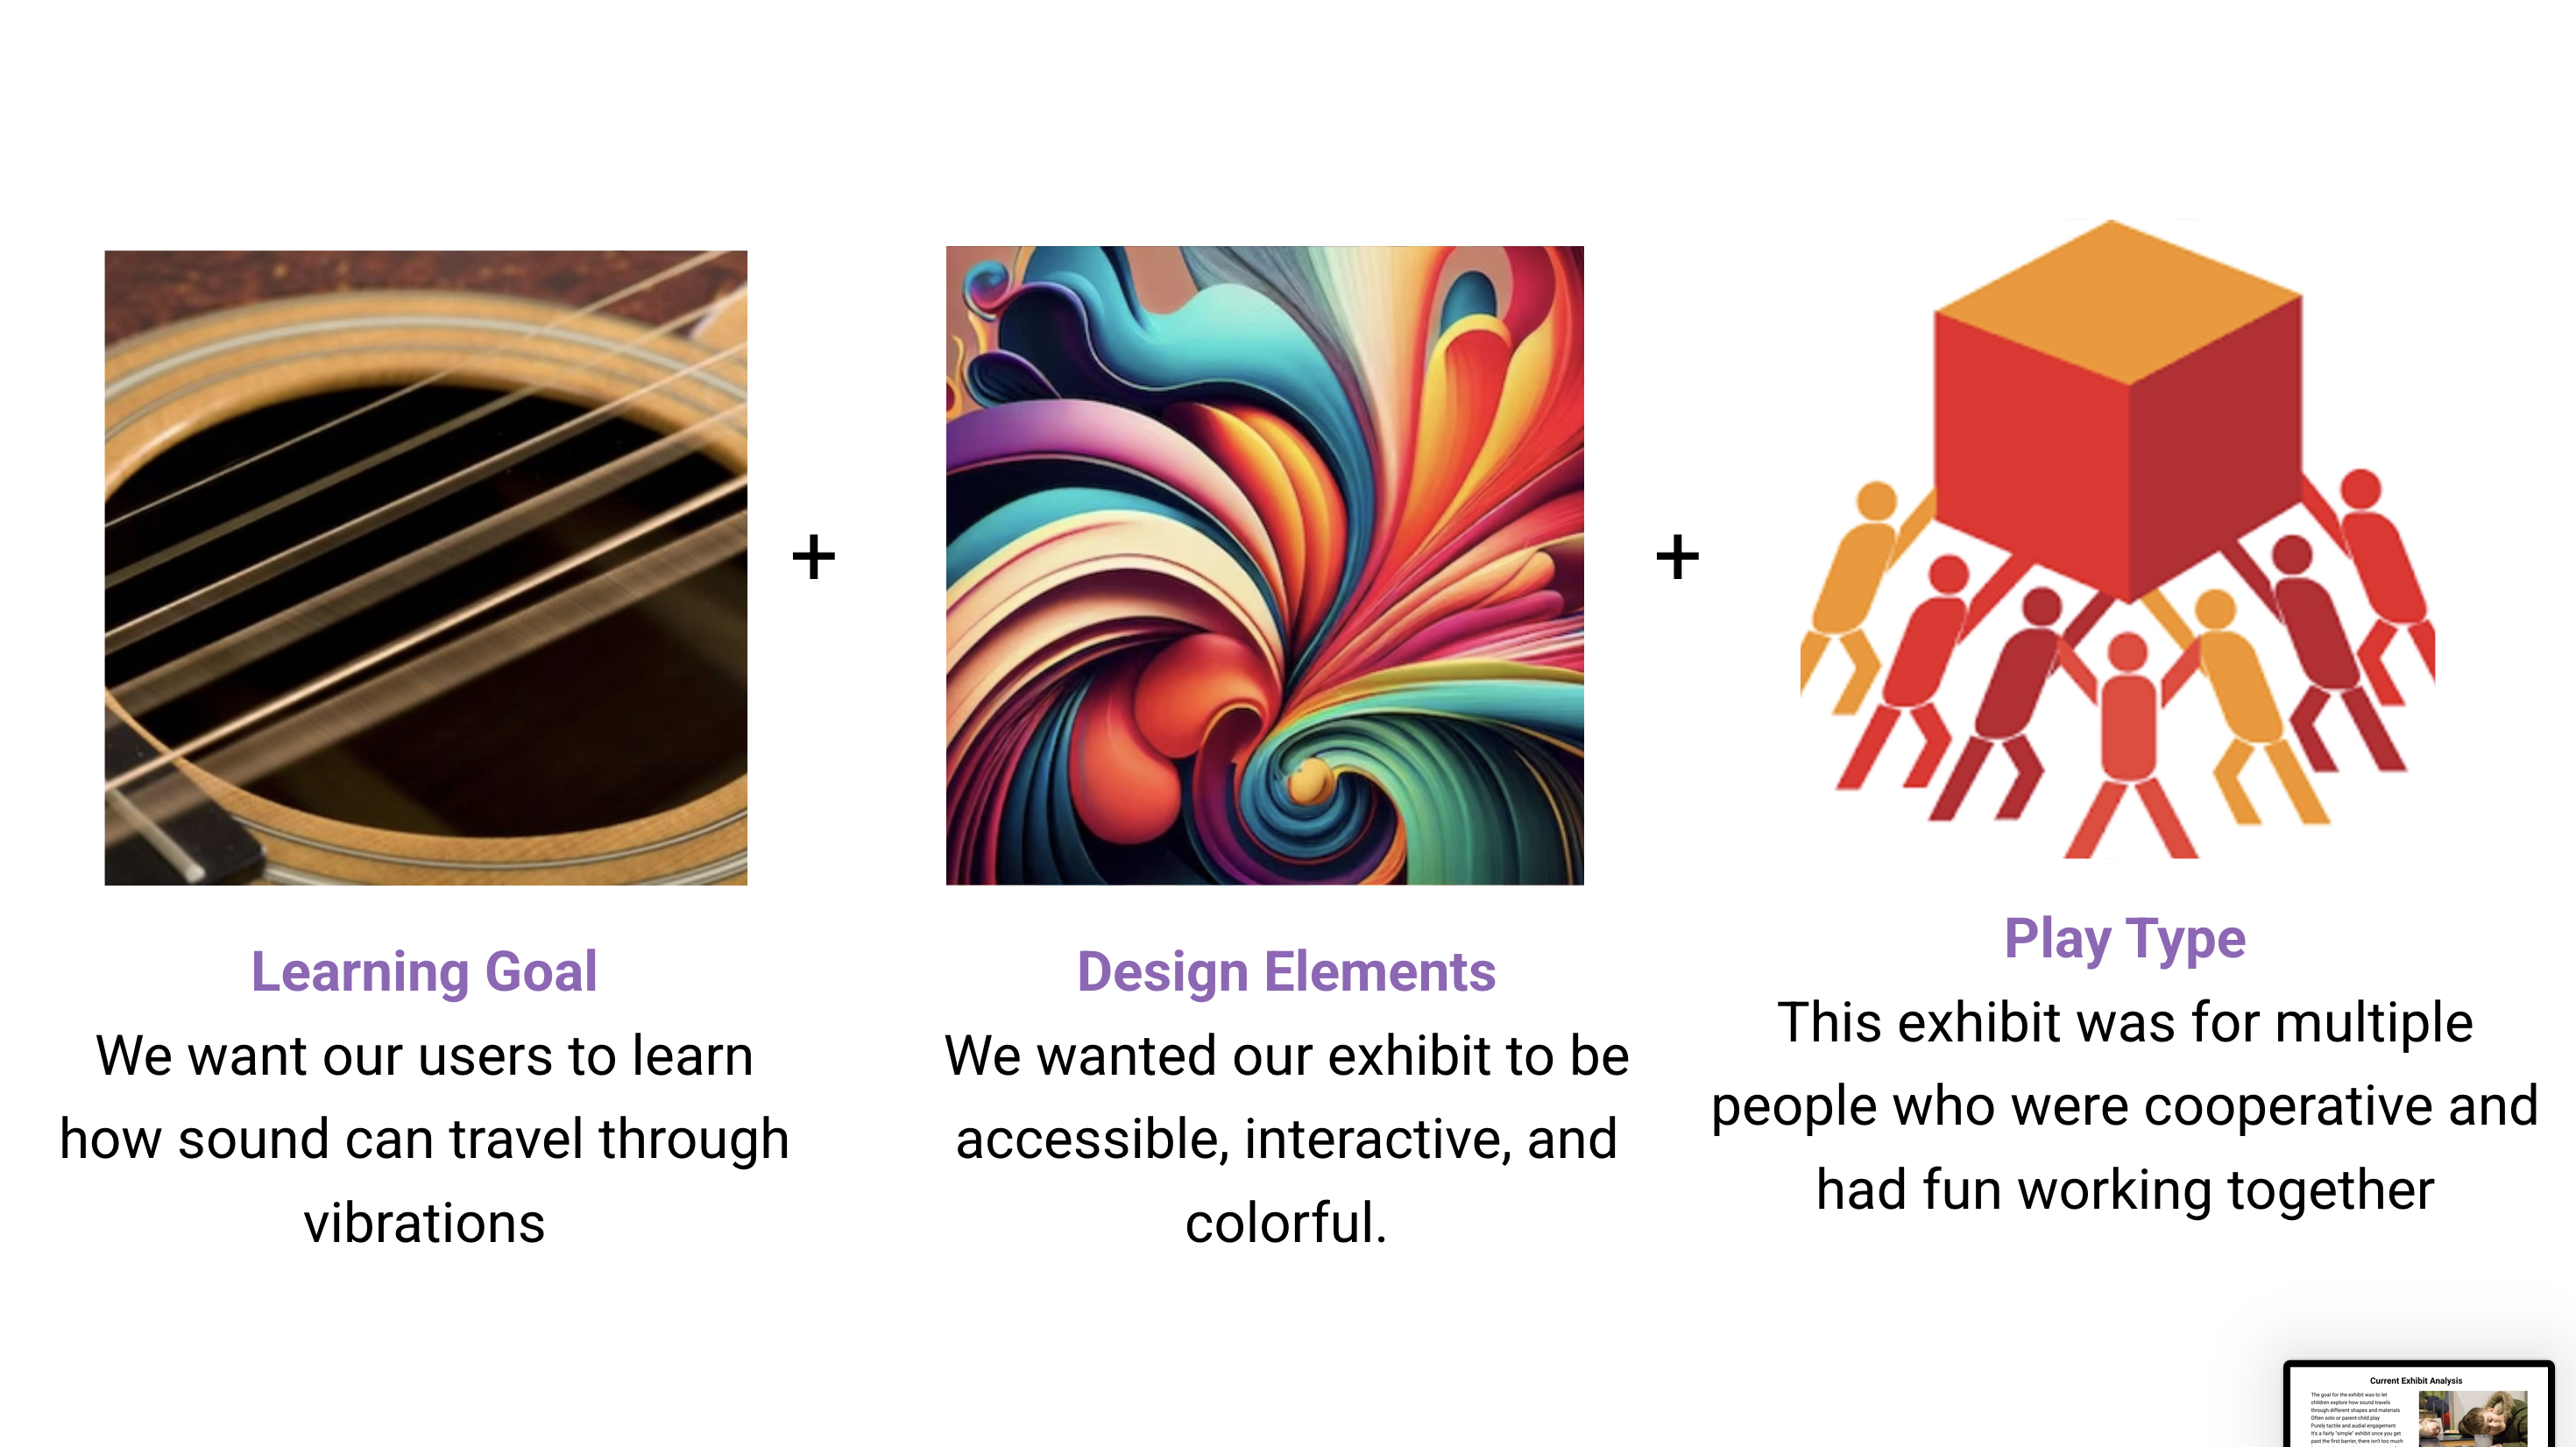 +
+
Learning Goal
We want our users to learn
how sound can travel through
vibrations
Design Elements
We wanted our exhibit to be
accessible, interactive, and
colorful.
Play Type
This exhibit was for multiple
people who were cooperative and
had fun working together
Current Exhibit Analysis
The goal for the exhibit was to let
children explore how sound travels
through different shapes and materials
Often solo or parent-child play
Purely tactile and audial engagement
It's a fairly "simple" exhibit once you get
past the first barrier, there isn't too much